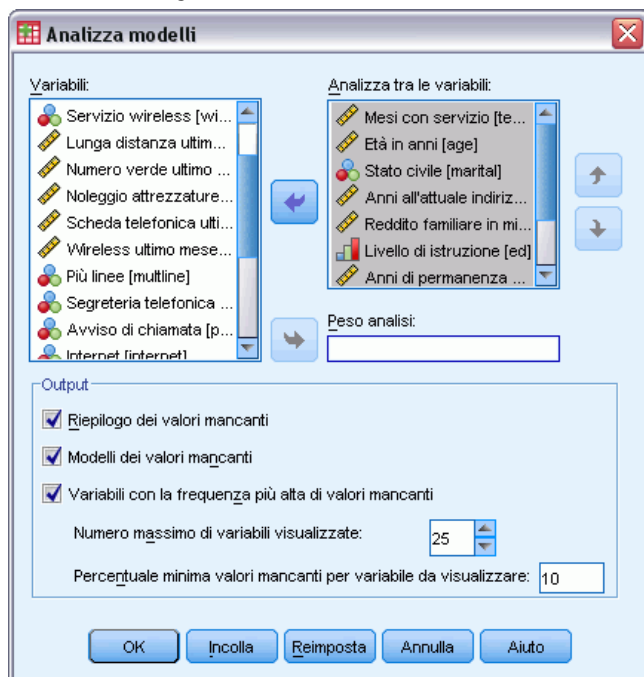 Analizza modelli
Variabili:
Servizio wireless [wi...
Lunga distanza ultim...
Numero verde ultimo ...
Noleggio attrezzature...
Scheda telefonica ulti...
Wireless ultimo mese...
Più linee [multline]
Segreteria telefonica ...
Avviso di chiamata [p...
Internet [internet]
Analizza tra le variabili:
Mesi con servizio [te...
Età in anni [age]
Stato civile [marital]
Anni all'attuale indiriz...
Reddito familiare in mi...
Livello di istruzione [ed]
Anni di permanenza ...
Peso analisi:
Output
Riepilogo dei valori mancanti
Modelli dei valori mancanti
Variabili con la frequenza più alta di valori mancanti
Numero massimo di variabili visualizzate: 25
Percentuale minima valori mancanti per variabile da visualizzare: 10
OK Incolla Reimposta Annulla Aiuto